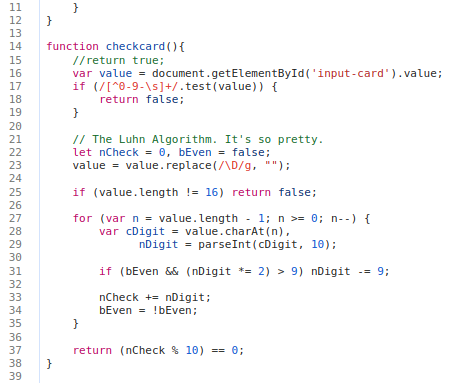 11         }
12 }
13
14 function checkcard(){
15     //return true;
16     var value = document.getElementById('input-card').value;
17     if (/[^0-9-\s]+/.test(value)) {
18         return false;
19     }
20
21     // The Luhn Algorithm. It's so pretty.
22     let nCheck = 0, bEven = false;
23     value = value.replace(/\D/g, "");
24
25     if (value.length != 16) return false;
26
27     for (var n = value.length - 1; n >= 0; n--) {
28         var cDigit = value.charAt(n),
29               nDigit = parseInt(cDigit, 10);
30
31         if (bEven && (nDigit *= 2) > 9) nDigit -= 9;
32
33         nCheck += nDigit;
34         bEven = !bEven;
35     }
36
37     return (nCheck % 10) == 0;
38 }
39